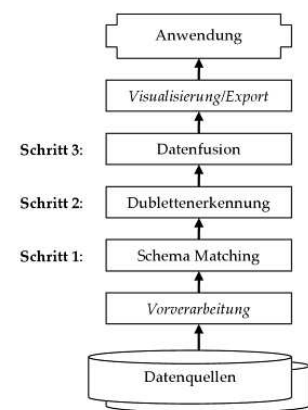 Anwendung
Visualisierung/Export
Schritt 3: Datenfusion
Schritt 2: Dublettenerkennung
Schritt 1: Schema Matching
Vorverarbeitung
Datenquellen